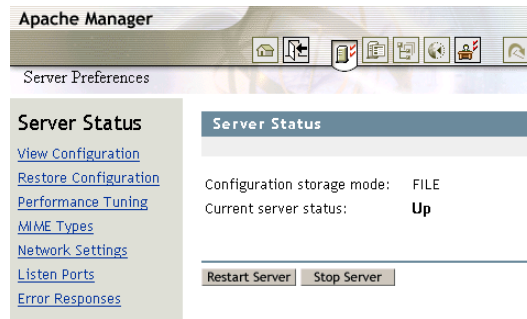 Apache Manager
Server Preferences
Server Status
View Configuration
Restore Configuration
Performance Tuning
MIME Types
Network Settings
Listen Ports
Error Responses
Server Status
Configuration storage mode: FILE
Current server status: Up
Restart Server Stop Server